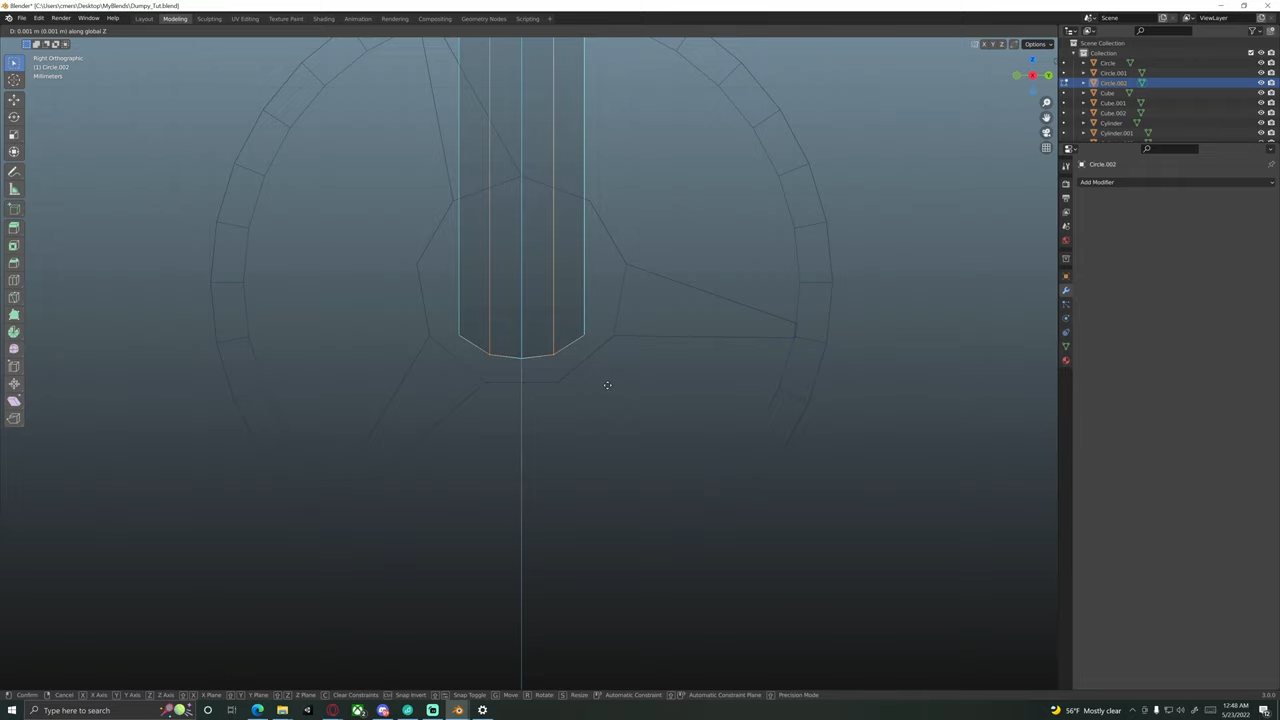 Blender* [C:\Users\cmers\Desktop\MyBlends\Dumpy_Tut.blend]
File Edit Render Window Help Layout Modeling Sculpting UV Editing Texture Paint Shading Animation Rendering Compositing Geometry Nodes Scripting + Scene ViewLayer
D: 0.001 m (0.001 m) along global Z
X Y Z Options
Right Orthographic
(1) Circle.002
Millimeters
Z
Y
Scene Collection
Collection
Circle
Circle.001
Circle.002
Cube
Cube.001
Cube.002
Cylinder
Cylinder.001
Circle.002
Add Modifier
Confirm Cancel X X Axis Y Y Axis Z Z Axis X X Plane Y Y Plane Z Z Plane C Clear Constraints Snap Invert Snap Toggle G Move R Rotate S Resize Automatic Constraint Automatic Constraint Plane Precision Mode 3.0.0
Type here to search 56°F Mostly clear 12:48 AM
5/23/2022